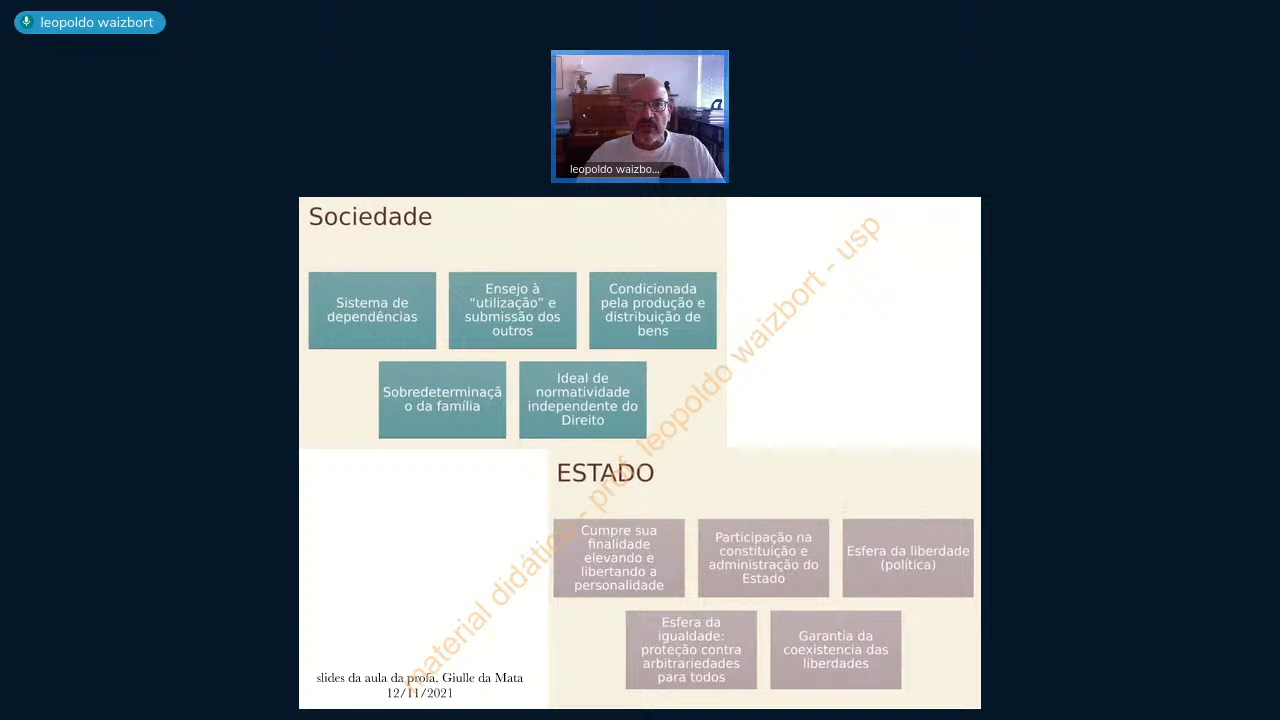 leopoldo waizbort
leopoldo waizbo...
Sociedade
Sistema de
dependências
Ensejo à
“utilização” e
submissão dos
outros
Condicionada
pela produção e
distribuição de
bens
Sobredeterminaçã
o da família
Ideal de
normatividade
independente do
Direito
material didático - prof. leopoldo waizbort - usp
ESTADO
Cumpre sua
finalidade
elevando e
libertando a
personalidade
Participação na
constituição e
administração do
Estado
Esfera da liberdade
(política)
Esfera da
igualdade:
proteção contra
arbitrariedades
para todos
Garantia da
coexistencia das
liberdades
slides da aula da profa. Giulle da Mata
12/11/2021